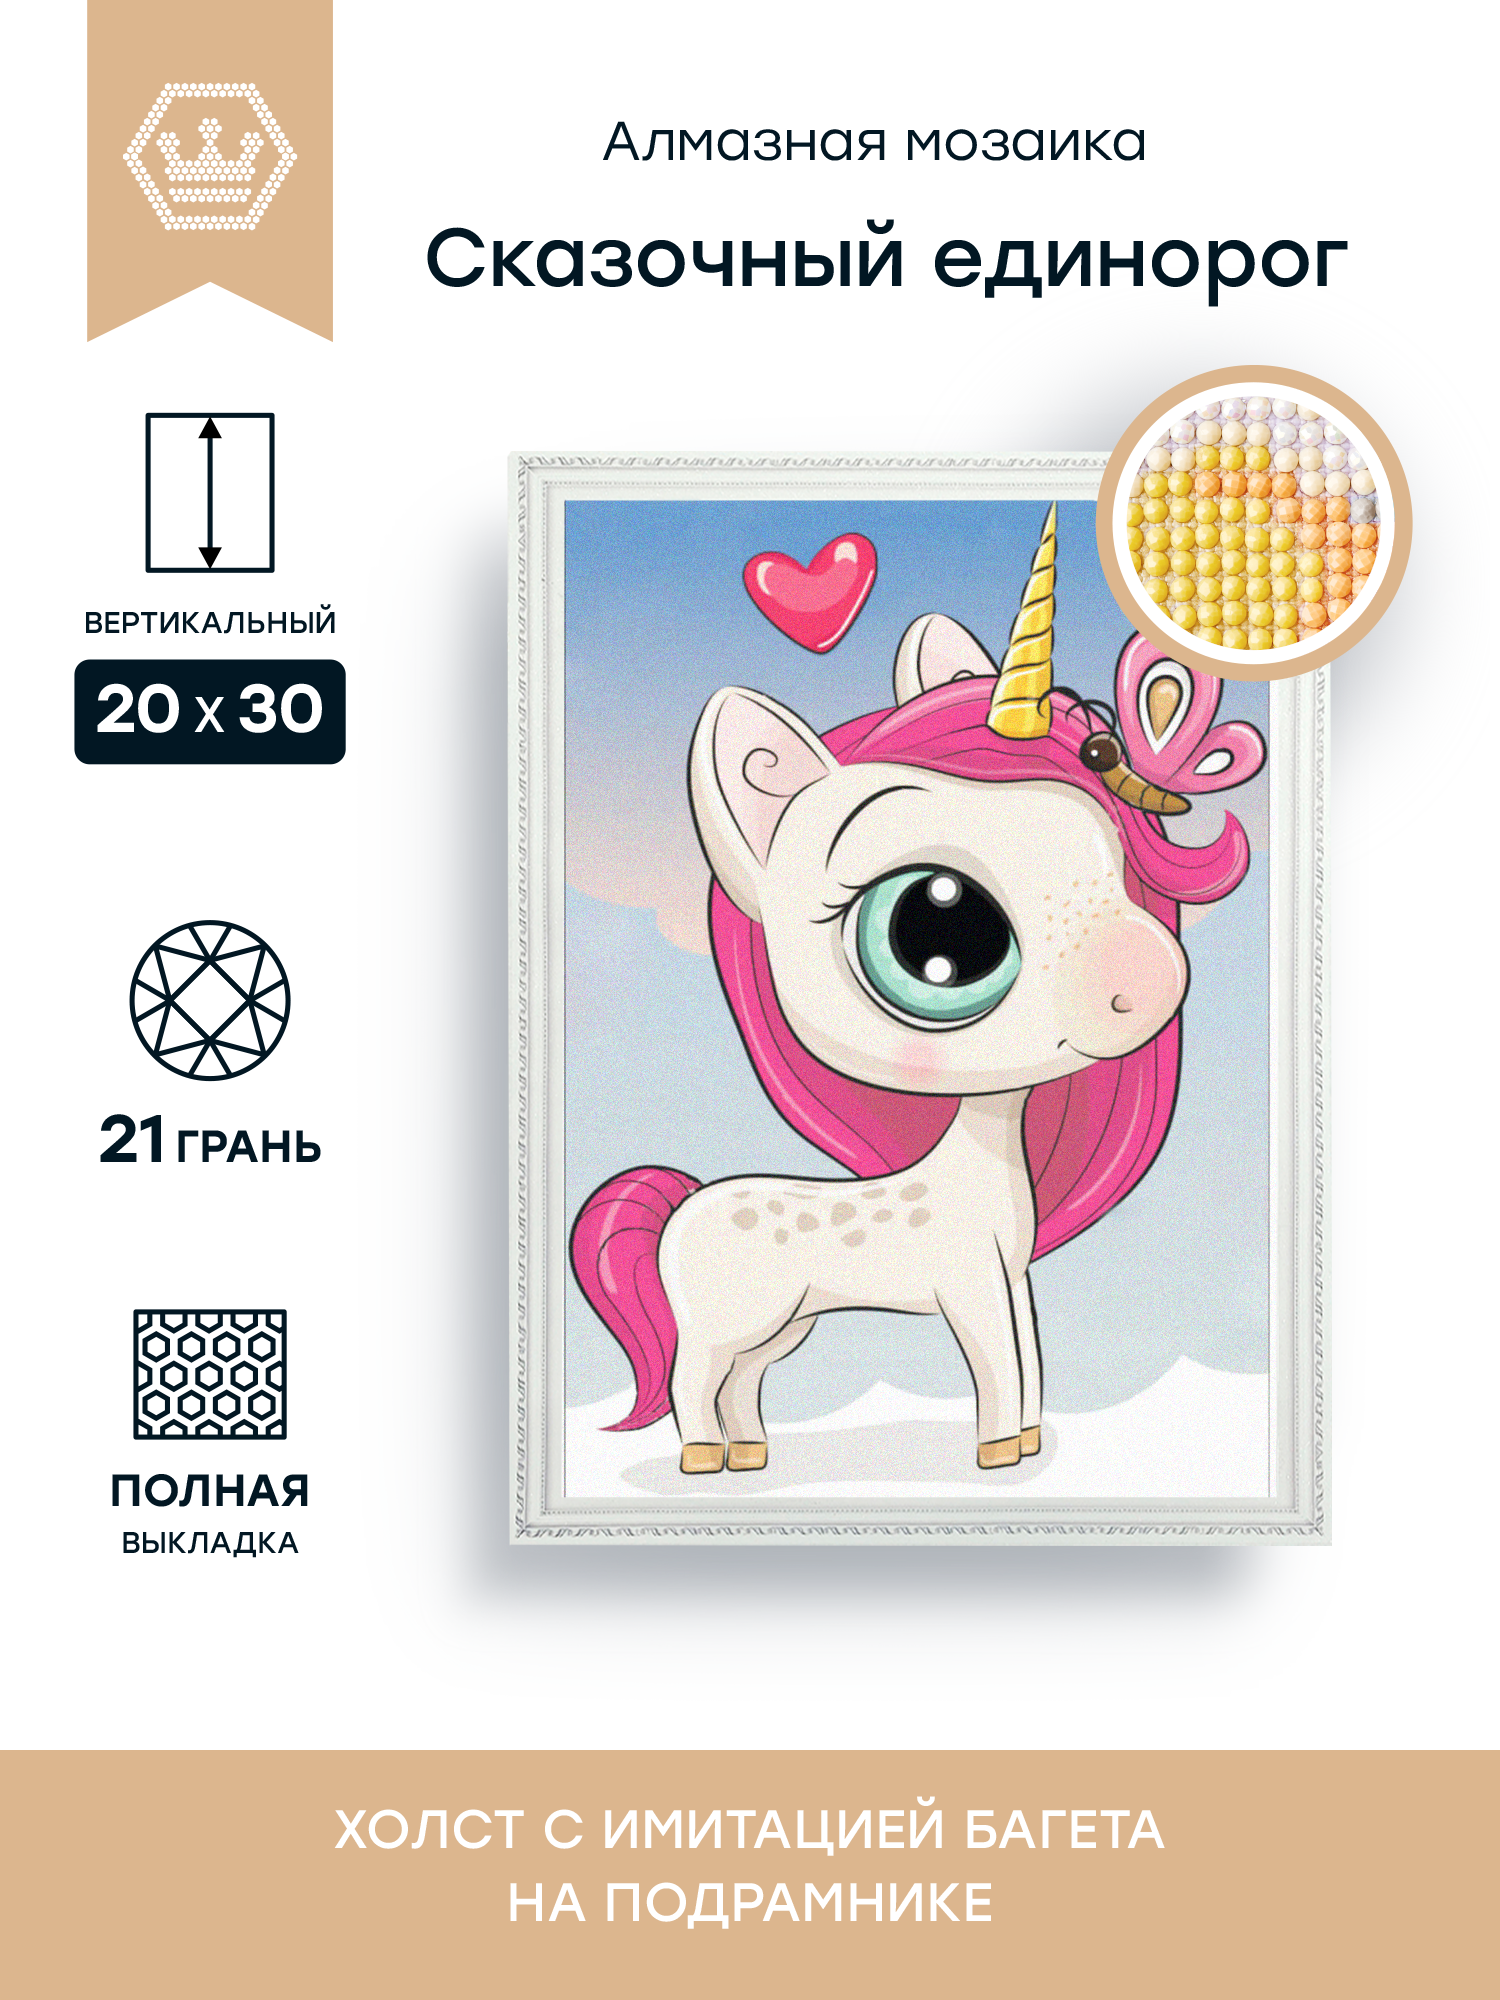 Алмазная мозаика
Сказочный единорог
ВЕРТИКАЛЬНЫЙ
20 x 30
21 ГРАНЬ
ПОЛНАЯ
ВЫКЛАДКА
ХОЛСТ С ИМИТАЦИЕЙ БАГЕТА
НА ПОДРАМНИКЕ